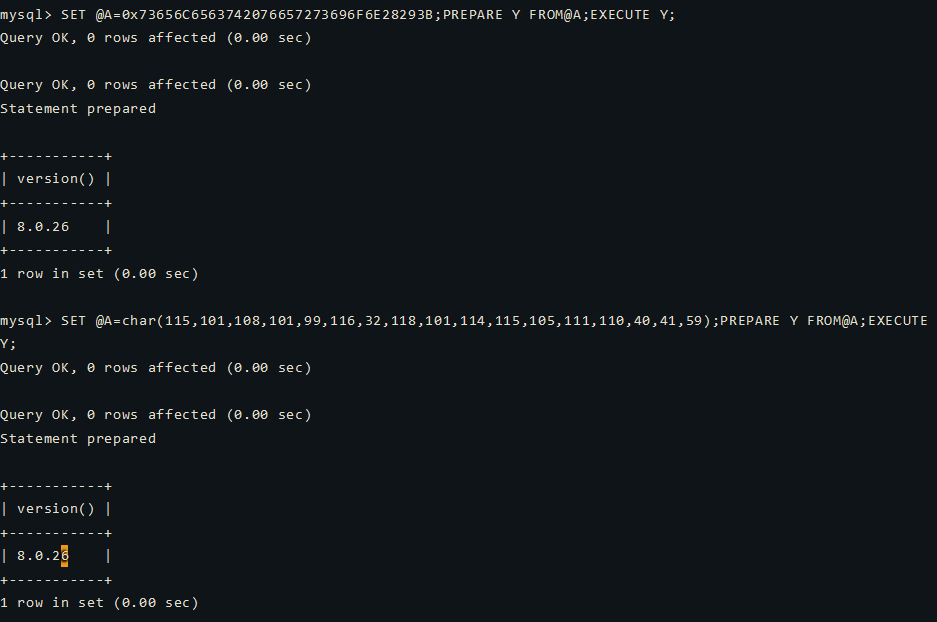 mysql> SET @A=0x73656C6563742076657273696F6E28293B;PREPARE Y FROM@A;EXECUTE Y;
Query OK, 0 rows affected (0.00 sec)
Query OK, 0 rows affected (0.00 sec)
Statement prepared
+-----------+
| version() |
+-----------+
| 8.0.26    |
+-----------+
1 row in set (0.00 sec)
mysql> SET @A=char(115,101,108,101,99,116,32,118,101,114,115,105,111,110,40,41,59);PREPARE Y FROM@A;EXECUTE
Y;
Query OK, 0 rows affected (0.00 sec)
Query OK, 0 rows affected (0.00 sec)
Statement prepared
+-----------+
| version() |
+-----------+
| 8.0.26    |
+-----------+
1 row in set (0.00 sec)